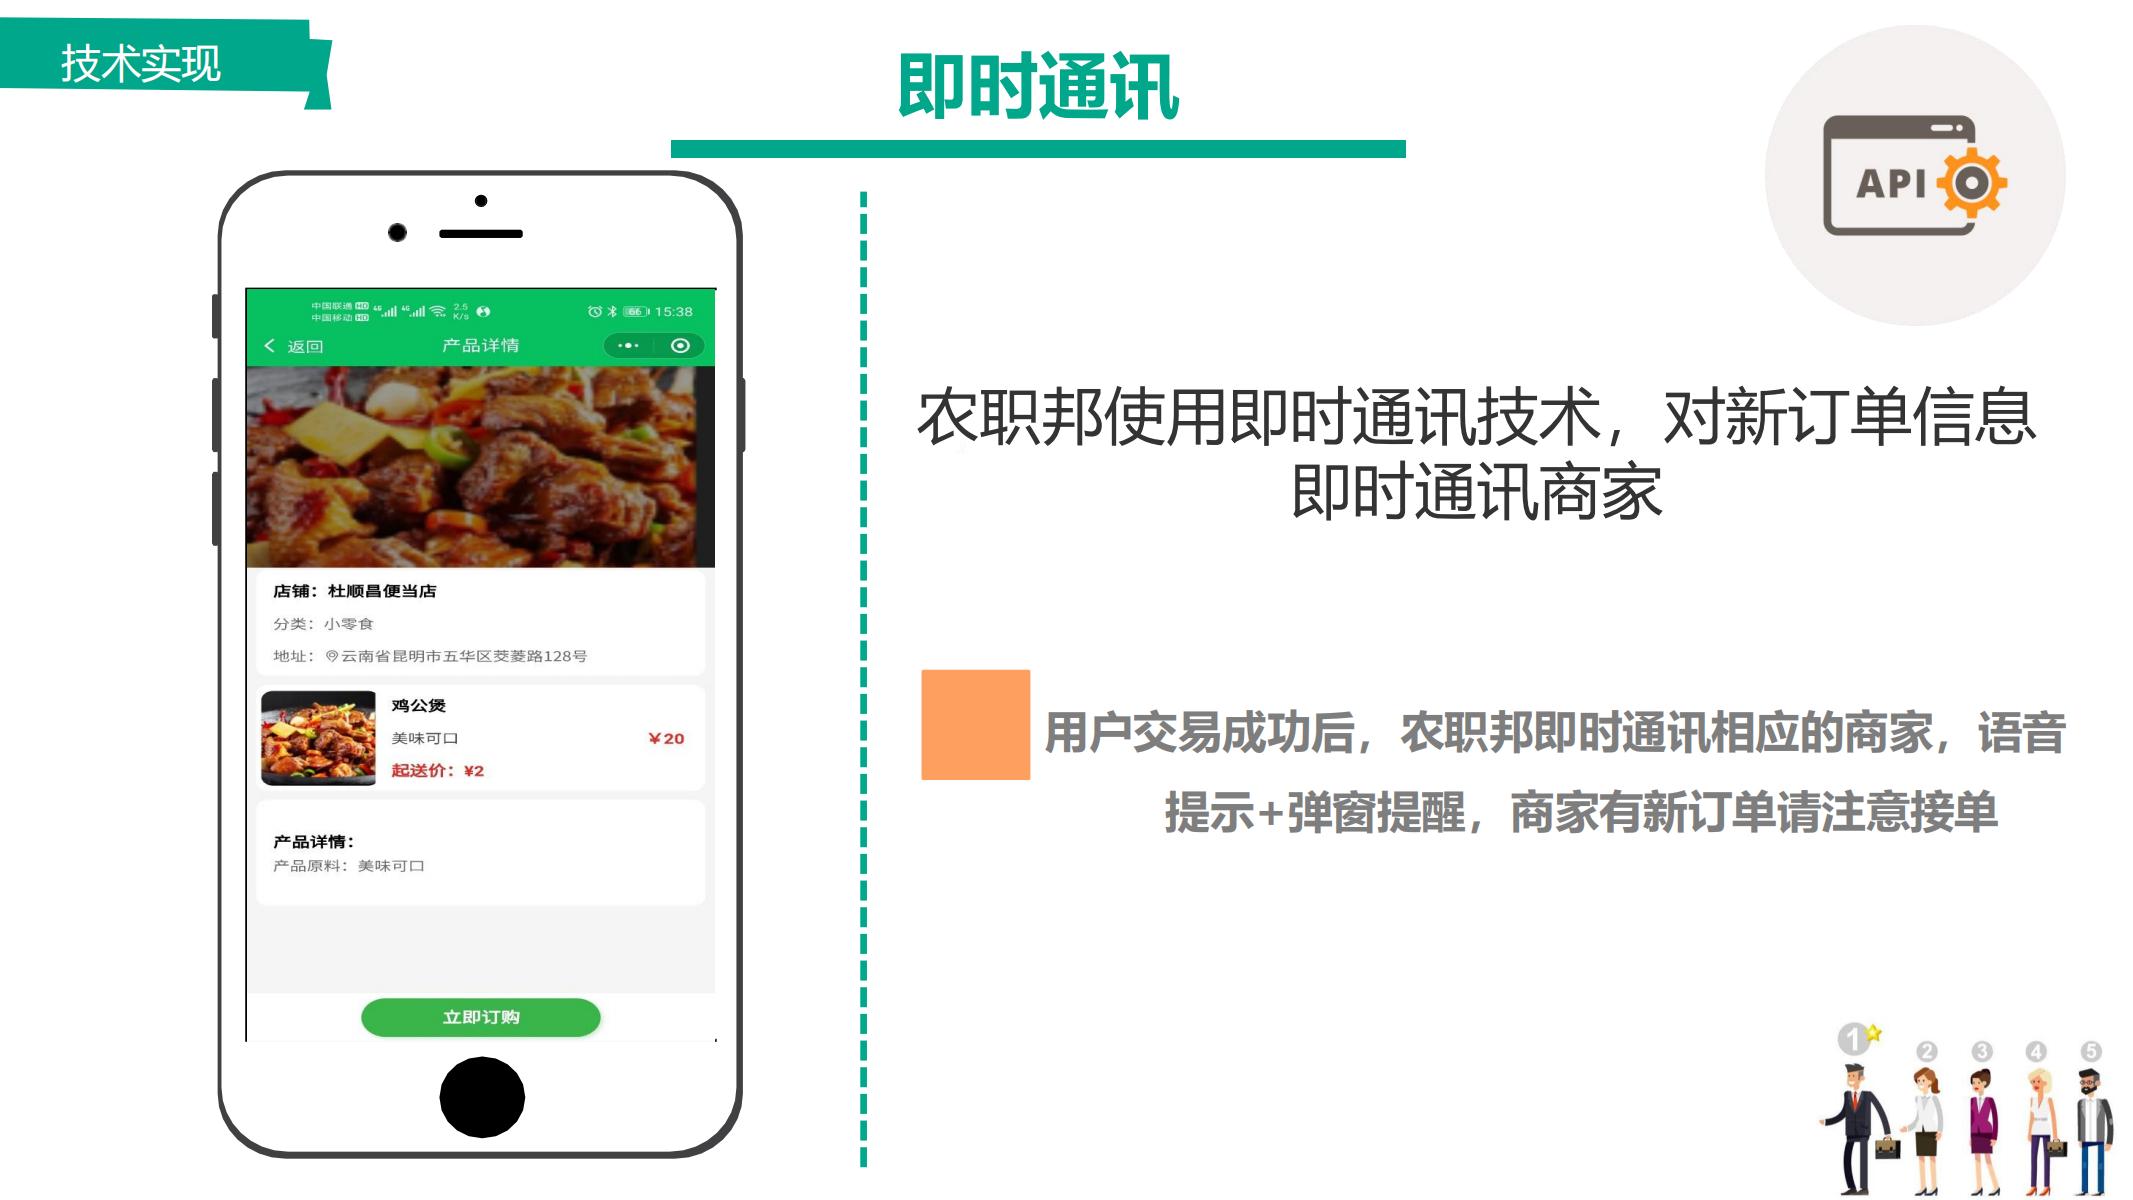 技术实现
即时通讯
API
中国联通 HD 4G 4G 2.5 K/s
中国移动 HD
66 15:38
返回
产品详情
店铺：杜顺昌便当店
分类：小零食
地址：云南省昆明市五华区茭菱路128号
鸡公煲
美味可口
¥20
起送价：¥2
产品详情：
产品原料：美味可口
立即订购
农职邦使用即时通讯技术，对新订单信息
即时通讯商家
用户交易成功后，农职邦即时通讯相应的商家，语音
提示+弹窗提醒，商家有新订单请注意接单
1 2 3 4 5